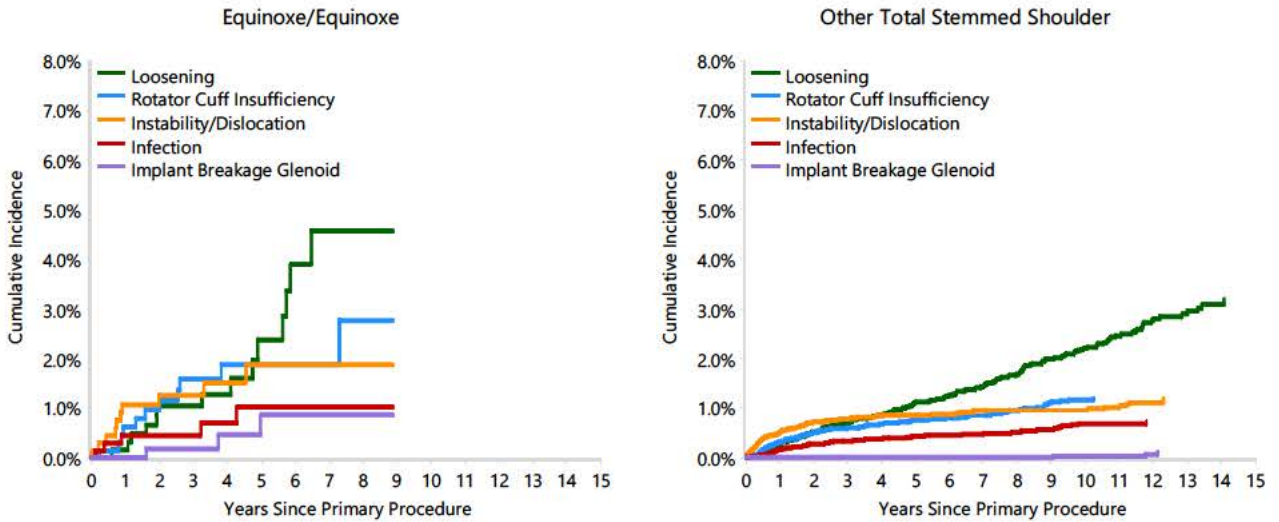 Equinoxe/Equinoxe
8.0%
7.0%
6.0%
5.0%
4.0%
3.0%
2.0%
1.0%
0.0%
Cumulative Incidence
Loosening
Rotator Cuff Insufficiency
Instability/Dislocation
Infection
Implant Breakage Glenoid
0 1 2 3 4 5 6 7 8 9 10 11 12 13 14 15
Years Since Primary Procedure
Other Total Stemmed Shoulder
8.0%
7.0%
6.0%
5.0%
4.0%
3.0%
2.0%
1.0%
0.0%
Cumulative Incidence
Loosening
Rotator Cuff Insufficiency
Instability/Dislocation
Infection
Implant Breakage Glenoid
0 1 2 3 4 5 6 7 8 9 10 11 12 13 14 15
Years Since Primary Procedure